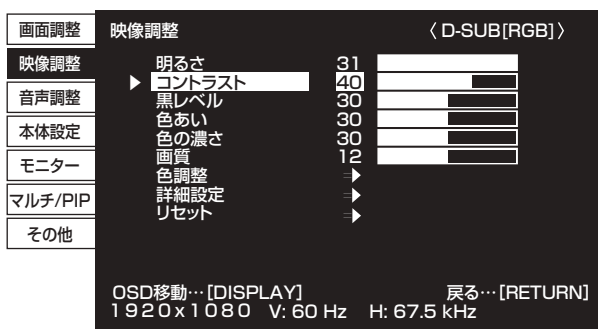 画面調整
映像調整
音声調整
本体設定
モニター
マルチ/PIP
その他
映像調整 〈D-SUB[RGB]〉
明るさ 31
コントラスト 40
黒レベル 30
色あい 30
色の濃さ 30
画質 12
色調整
詳細設定
リセット
OSD移動…[DISPLAY] 戻る…[RETURN]
1920x1080 V: 60 Hz H: 67.5 kHz